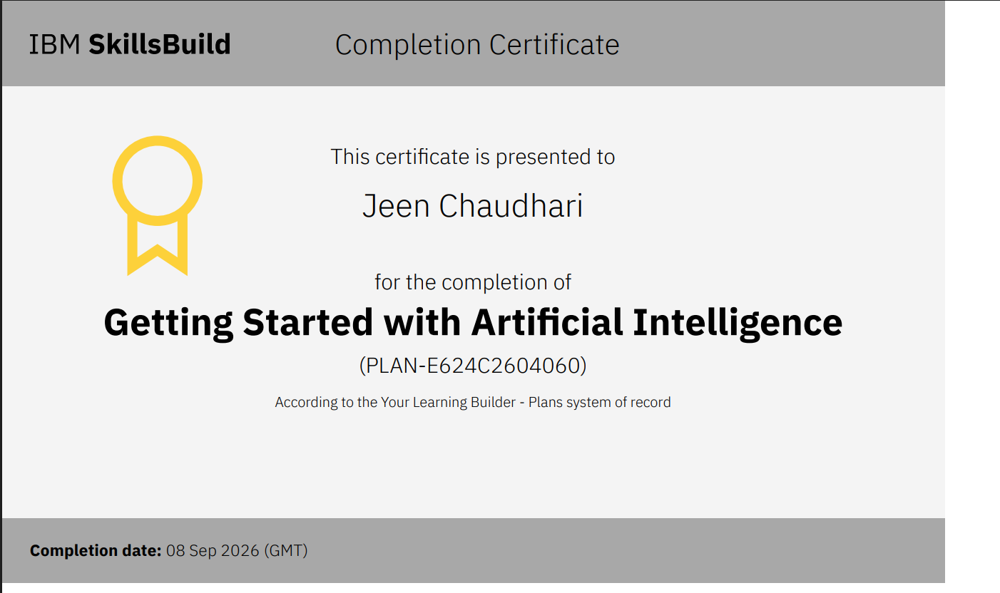 IBM SkillsBuild
Completion Certificate
This certificate is presented to
Jeen Chaudhari
for the completion of
Getting Started with Artificial Intelligence
(PLAN-E624C2604060)
According to the Your Learning Builder - Plans system of record
Completion date: 08 Sep 2026 (GMT)